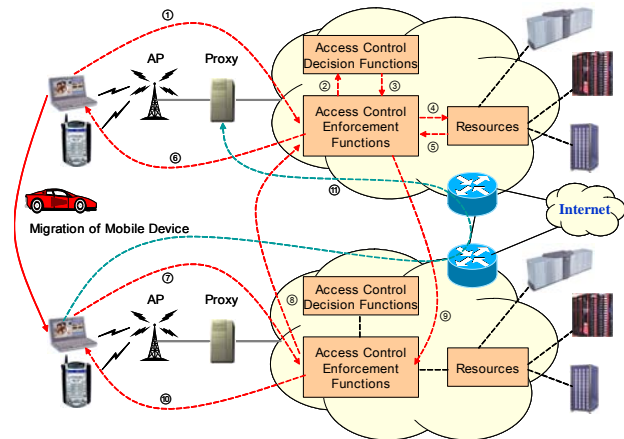 ①
AP
Proxy
Access Control
Decision Functions
②
③
Access Control
Enforcement
Functions
④
⑤
Resources
⑥
⑪
Internet
Migration of Mobile Device
⑦
AP
Proxy
⑧
Access Control
Decision Functions
⑨
Access Control
Enforcement
Functions
Resources
⑩